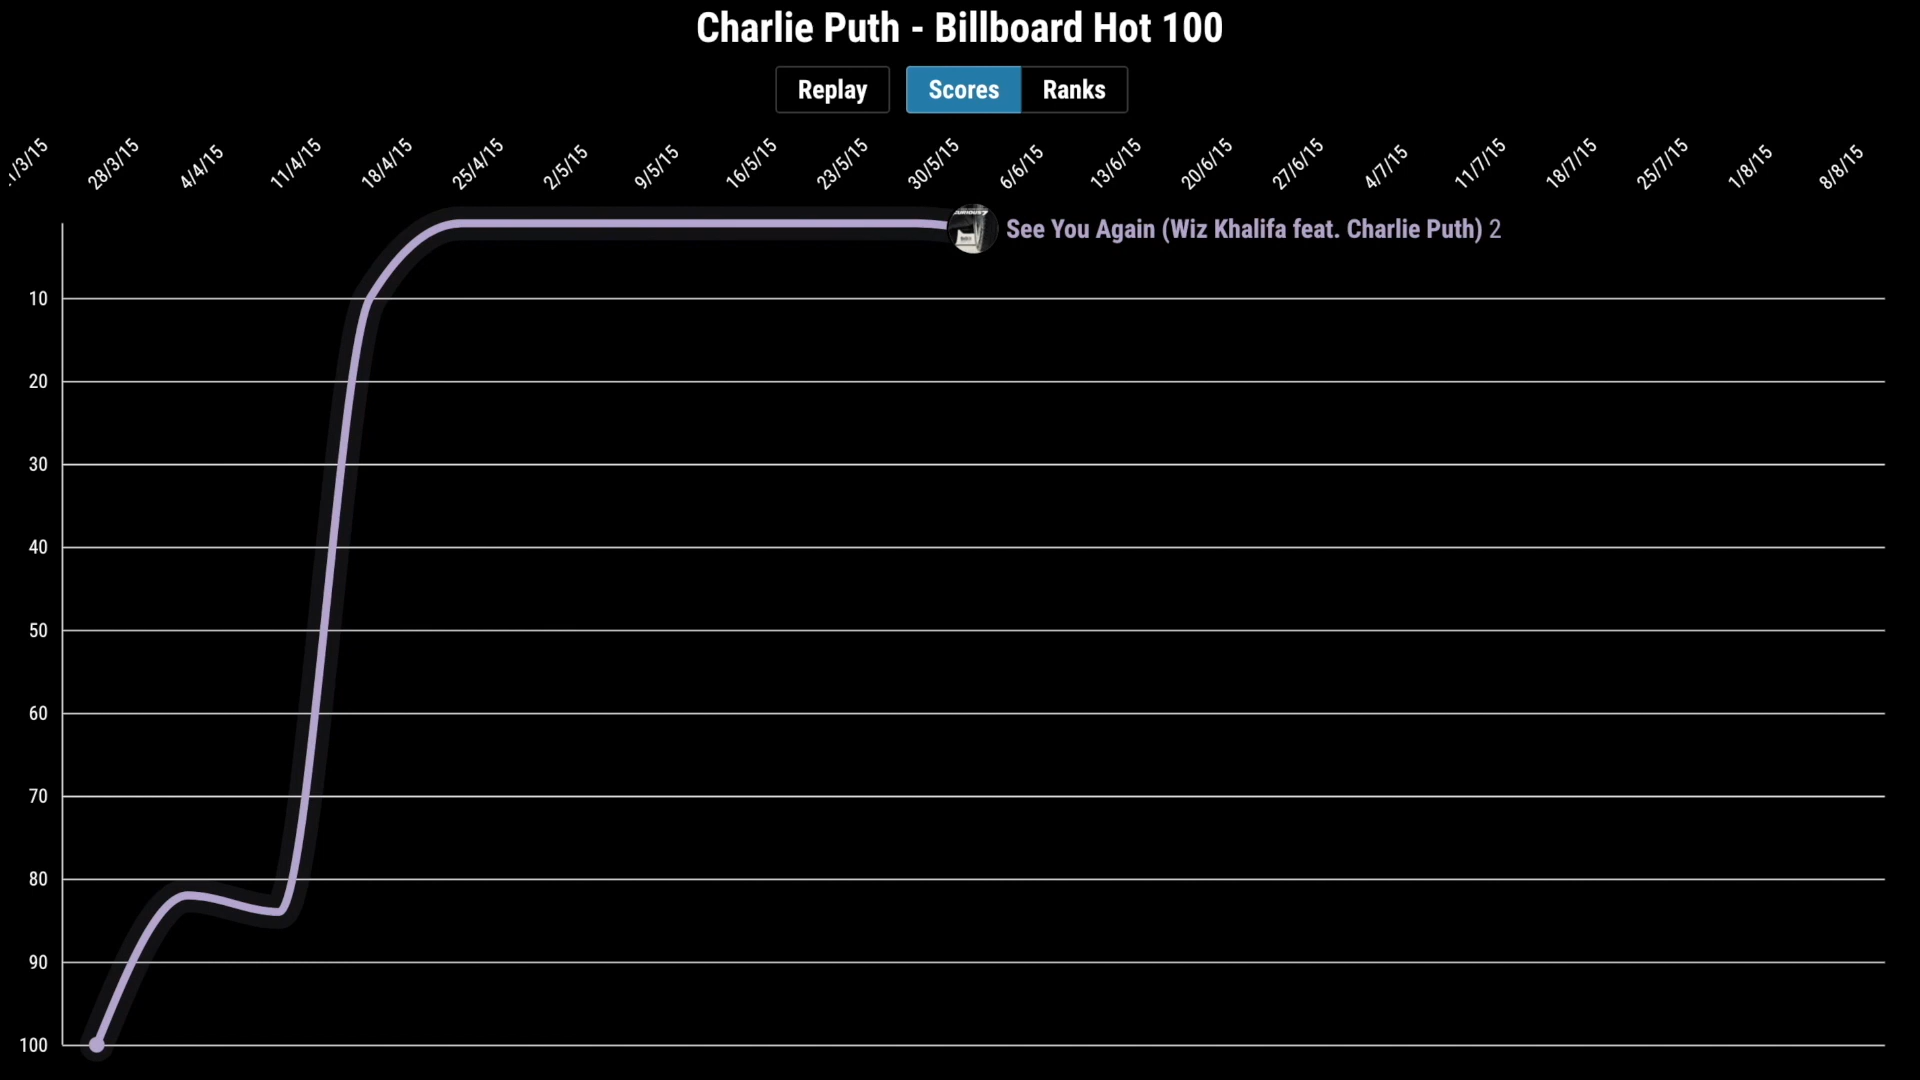 Charlie Puth - Billboard Hot 100
Replay Scores Ranks
28/3/15 4/4/15 11/4/15 18/4/15 25/4/15 2/5/15 9/5/15 16/5/15 23/5/15 30/5/15 6/6/15 13/6/15 20/6/15 27/6/15 4/7/15 11/7/15 18/7/15 25/7/15 1/8/15 8/8/15
See You Again (Wiz Khalifa feat. Charlie Puth) 2
10
20
30
40
50
60
70
80
90
100